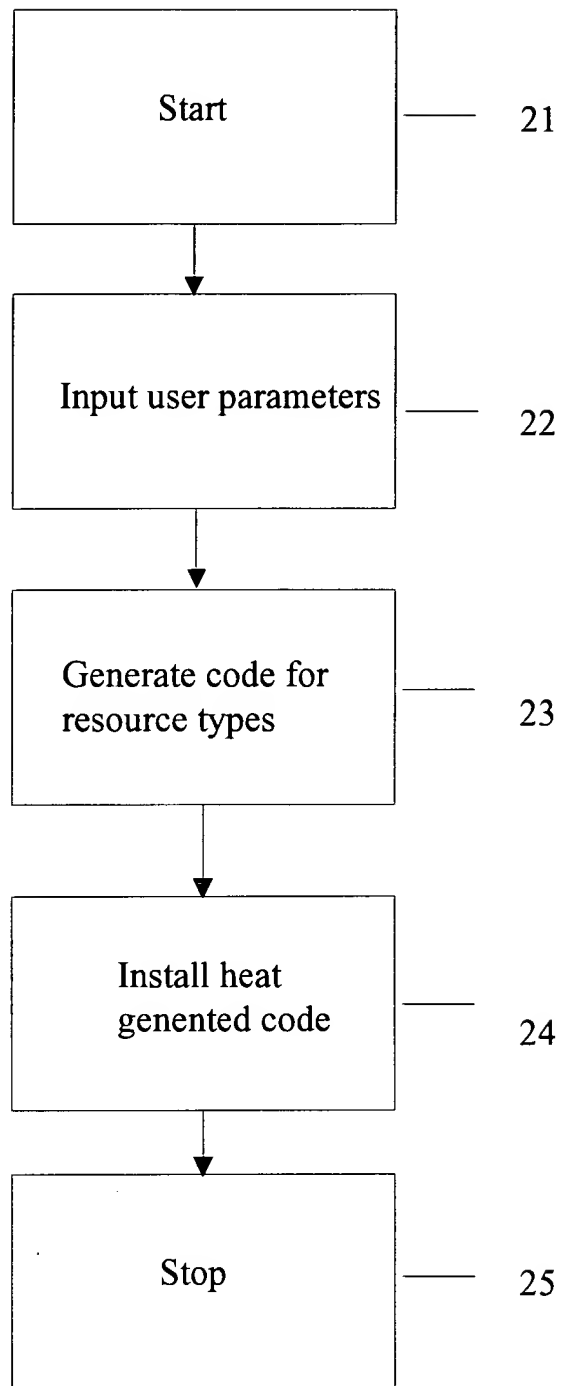 Start
21
Input user parameters
22
Generate code for
resource types
23
Install heat
genented code
24
Stop
25